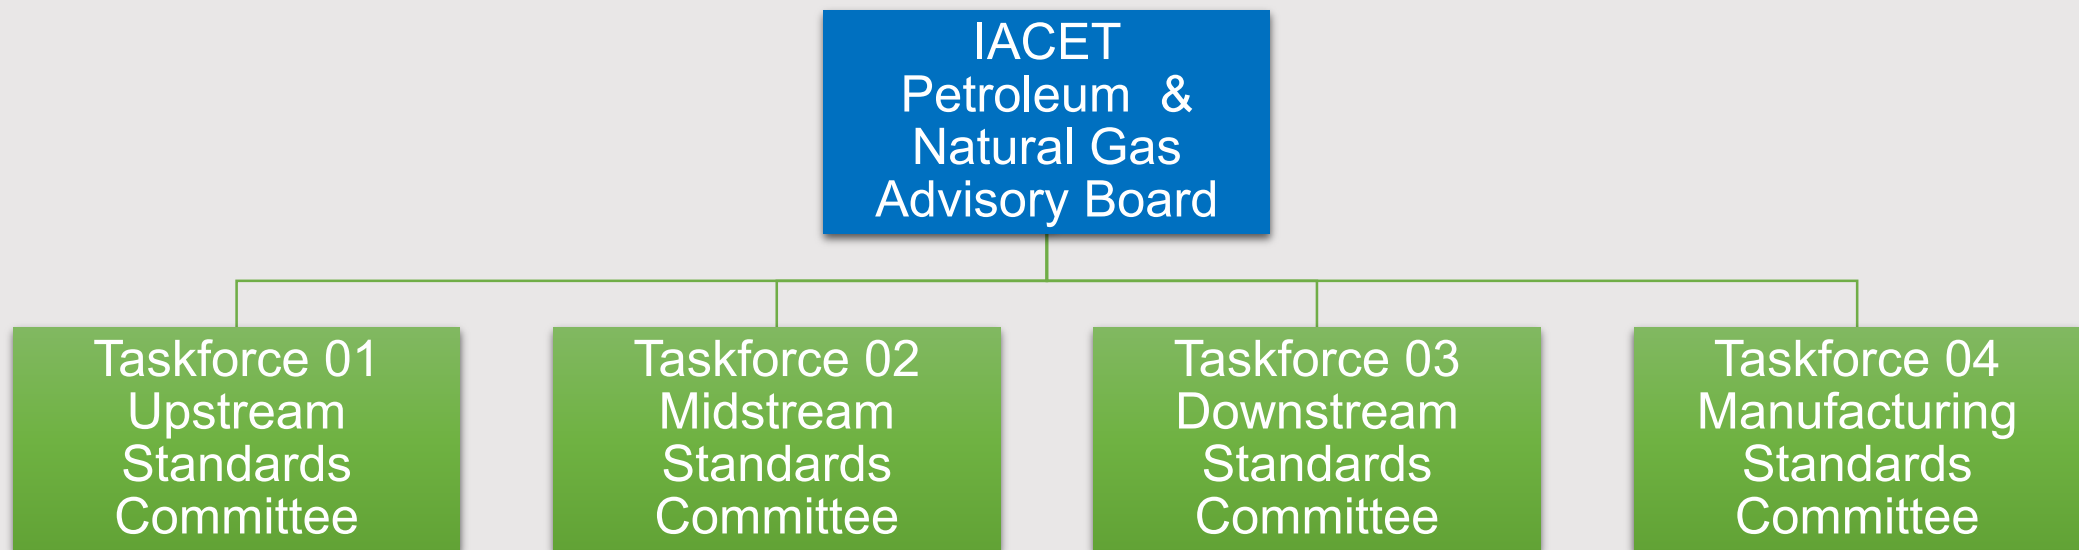 IACET
Petroleum & 
Natural Gas
Advisory Board
Taskforce 01
Upstream
Standards
Committee
Taskforce 02
Midstream
Standards
Committee
Taskforce 03
Downstream
Standards
Committee
Taskforce 04
Manufacturing
Standards
Committee